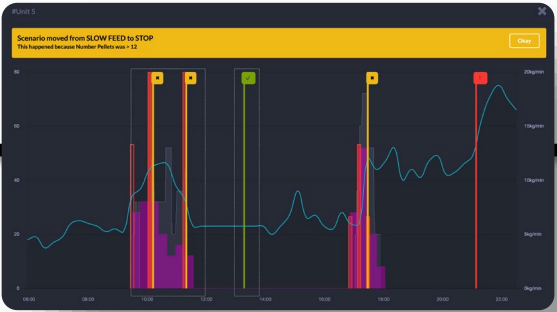 #Unit 5
Scenario moved from SLOW FEED to STOP
This happened because Number Pellets was > 12
Okay
80
20kg/min
60
15kg/min
40
10kg/min
20
5kg/min
0
0kg/min
08:00
10:00
12:00
14:00
16:00
18:00
20:00
22:00